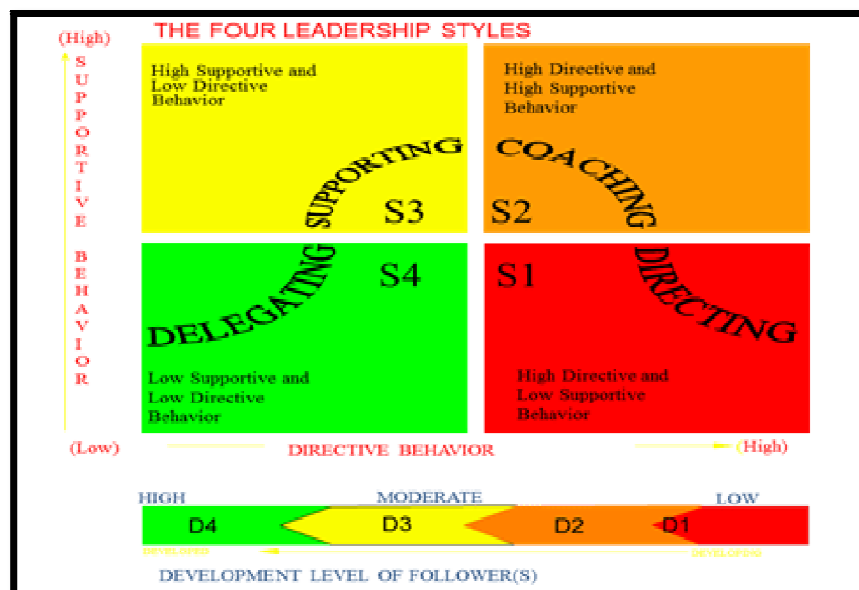 THE FOUR LEADERSHIP STYLES
(High)
SUPPORTIVE BEHAVIOR
High Supportive and
Low Directive
Behavior
SUPPORTING
S3
High Directive and
High Supportive
Behavior
COACHING
S2
DELEGATING
S4
Low Supportive and
Low Directive
Behavior
S1
DIRECTING
High Directive and
Low Supportive
Behavior
(Low)
DIRECTIVE BEHAVIOR
(High)
HIGH
MODERATE
LOW
D4
D3
D2
D1
DEVELOPMENT LEVEL OF FOLLOWER(S)